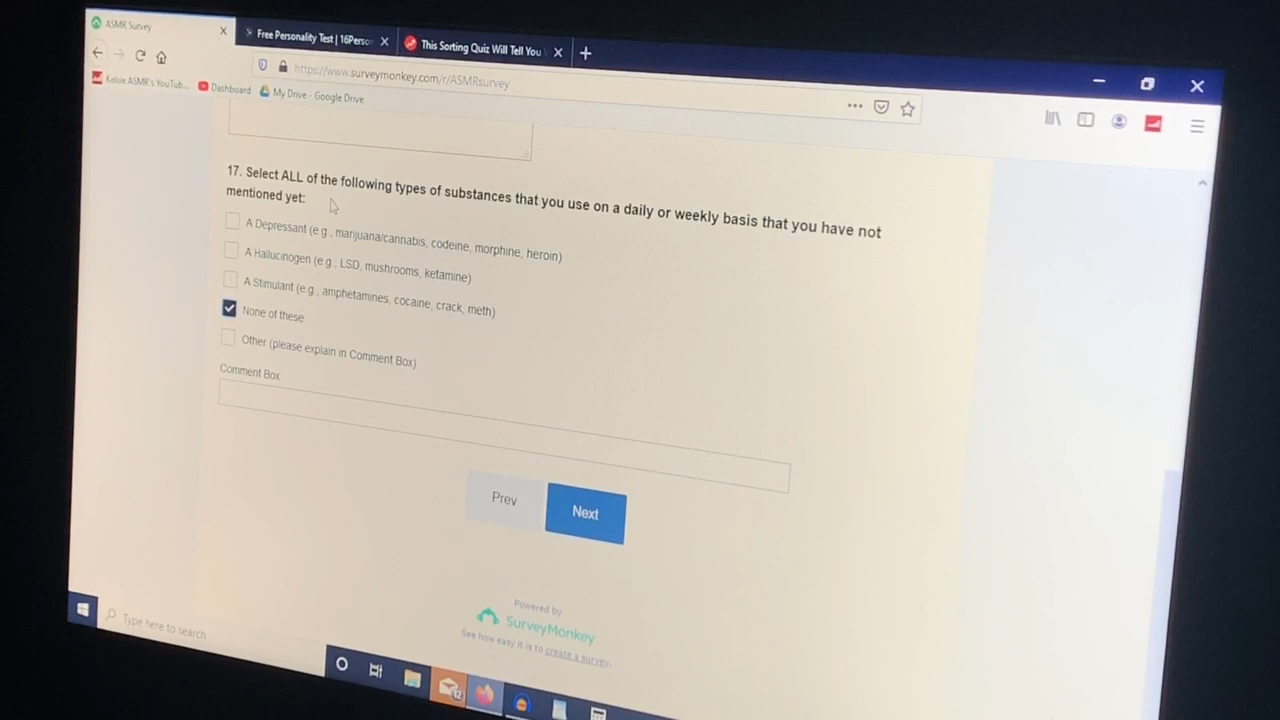 ASMR Survey
Free Personality Test | 16Perso
This Sorting Quiz Will Tell You
https://www.surveymonkey.com/r/ASMRsurvey
Kelsie ASMR's YouTub...
Dashboard
My Drive - Google Drive
17. Select ALL of the following types of substances that you use on a daily or weekly basis that you have not
mentioned yet:
A Depressant (e.g., marijuana/cannabis, codeine, morphine, heroin)
A Hallucinogen (e.g., LSD, mushrooms, ketamine)
A Stimulant (e.g., amphetamines, cocaine, crack, meth)
None of these
Other (please explain in Comment Box)
Comment Box
Prev
Next
Powered by
SurveyMonkey
See how easy it is to create a survey.
Type here to search
12